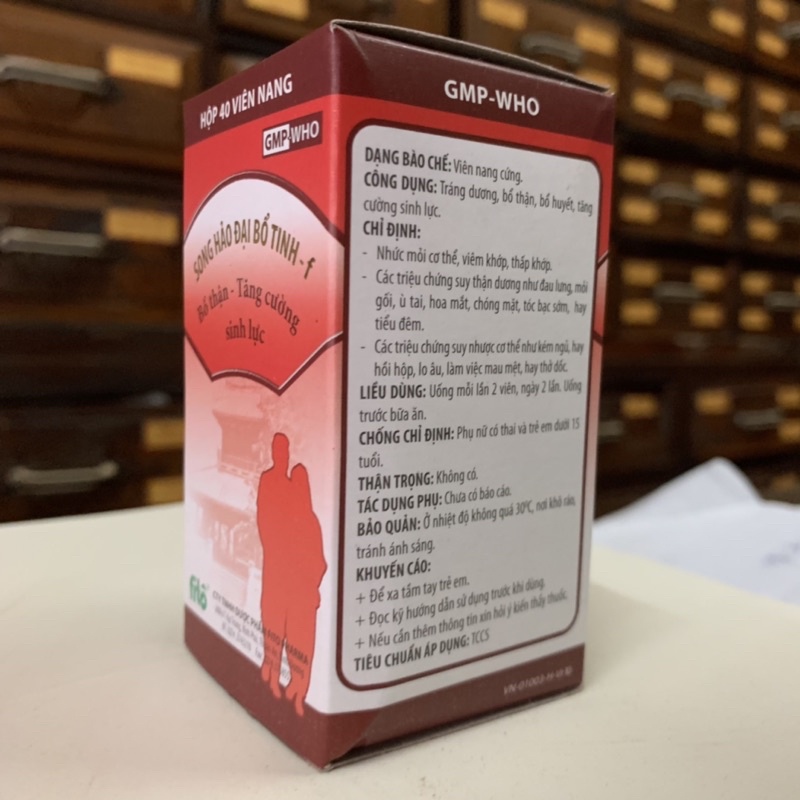 HỘP 40 VIÊN NANG
GMP-WHO
SONG HẢO ĐẠI BỔ TINH - f
Bổ thận - Tăng cường
sinh lực
fito
CTY TNHH DƯỢC PHẨM FITO PHARMA
GMP-WHO
DẠNG BÀO CHẾ: Viên nang cứng.
CÔNG DỤNG: Tráng dương, bổ thận, bổ huyết, tăng
cường sinh lực.
CHỈ ĐỊNH:
- Nhức mỏi cơ thể, viêm khớp, thấp khớp.
- Các triệu chứng suy thận dương như đau lưng, mỏi
gối, ù tai, hoa mắt, chóng mặt, tóc bạc sớm, hay
tiểu đêm.
- Các triệu chứng suy nhược cơ thể như kém ngủ, hay
hồi hộp, lo âu, làm việc mau mệt, hay thở dốc.
LIỀU DÙNG: Uống mỗi lần 2 viên, ngày 2 lần. Uống
trước bữa ăn.
CHỐNG CHỈ ĐỊNH: Phụ nữ có thai và trẻ em dưới 15
tuổi.
THẬN TRỌNG: Không có.
TÁC DỤNG PHỤ: Chưa có báo cáo.
BẢO QUẢN: Ở nhiệt độ không quá 30°C, nơi khô ráo,
tránh ánh sáng.
KHUYẾN CÁO:
+ Để xa tầm tay trẻ em.
+ Đọc kỹ hướng dẫn sử dụng trước khi dùng.
+ Nếu cần thêm thông tin xin hỏi ý kiến thầy thuốc.
TIÊU CHUẨN ÁP DỤNG: TCCS